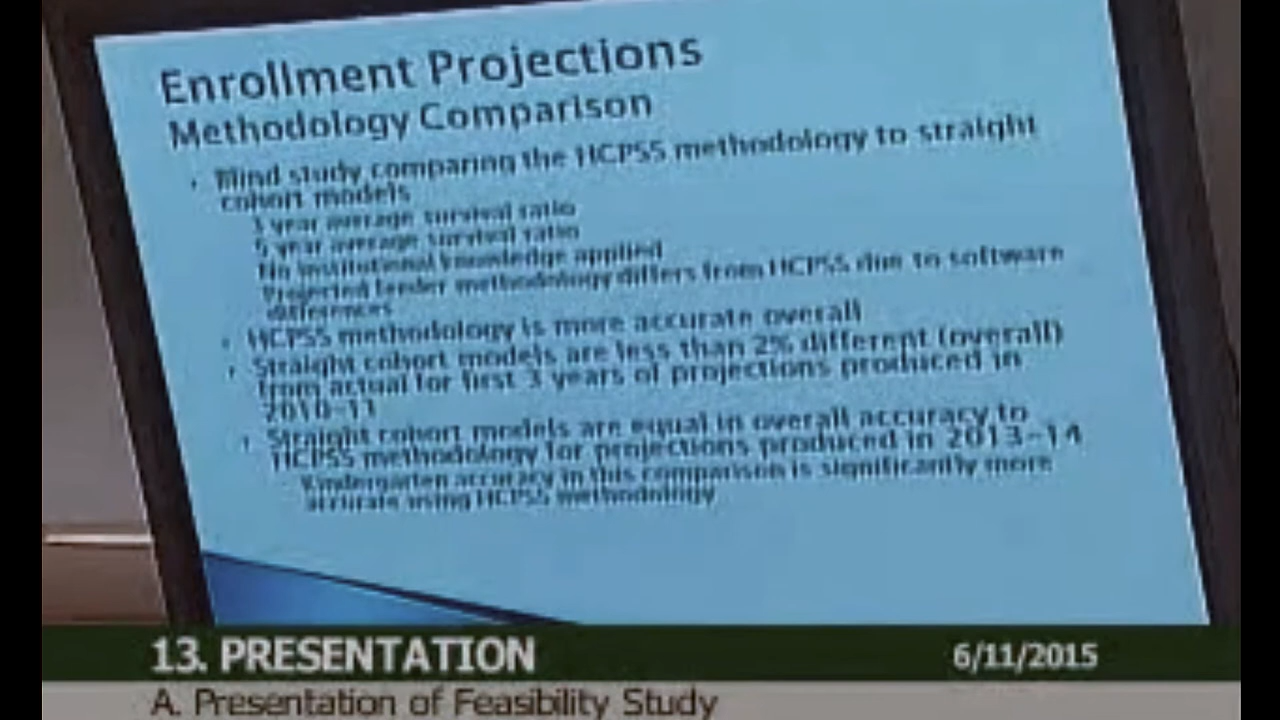 Enrollment Projections
Methodology Comparison
Blind study comparing the HCPSS methodology to straight
cohort models
year average survival ratio
year average survival ratio
No institutional knowledge applied
Projected feeder methodology differs from HCPSS due to software
differences
HCPSS methodology is more accurate overall
Straight cohort models are less than 2% different (overall)
from actual for first 3 years of projections produced in
2010-11
Straight cohort models are equal in overall accuracy to
HCPSS methodology for projections produced in 2013-14
Kindergarten accuracy in this comparison is significantly more
accurate using HCPSS methodology
13. PRESENTATION
6/11/2015
A. Presentation of Feasibility Study